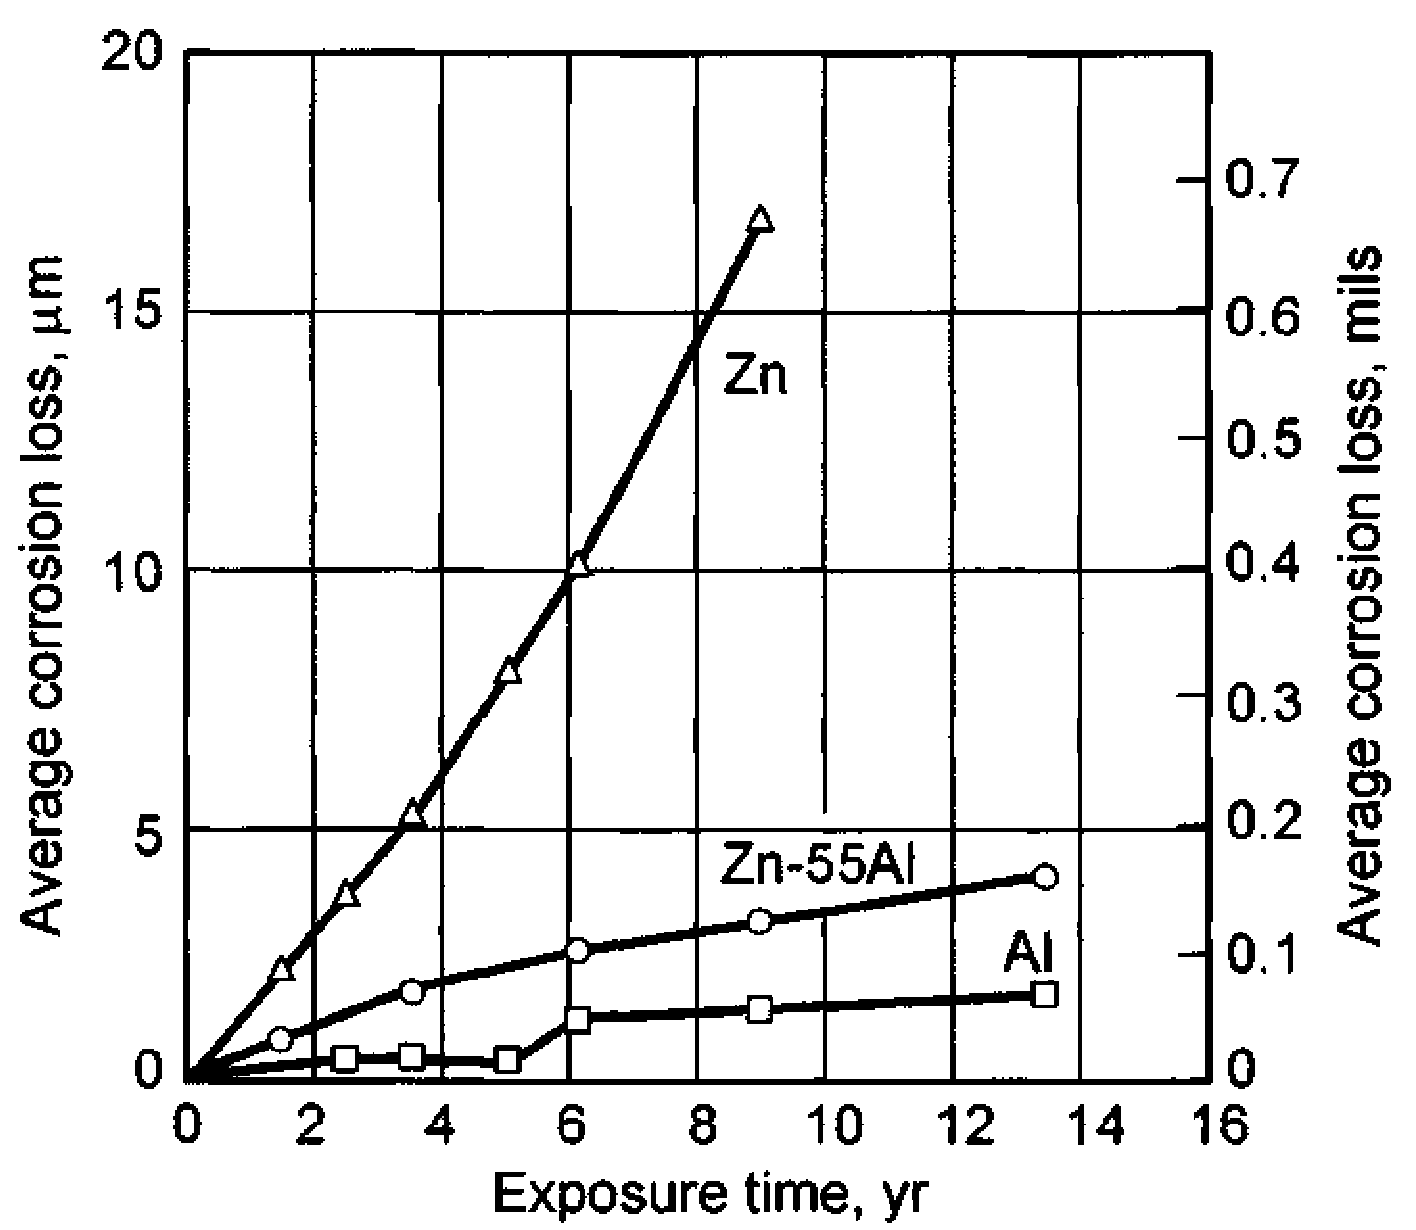 20
15
10
5
0
Average corrosion loss, μm
0.7
0.6
0.5
0.4
0.3
0.2
0.1
0
Average corrosion loss, mils
Zn
Zn-55Al
Al
0 2 4 6 8 10 12 14 16
Exposure time, yr